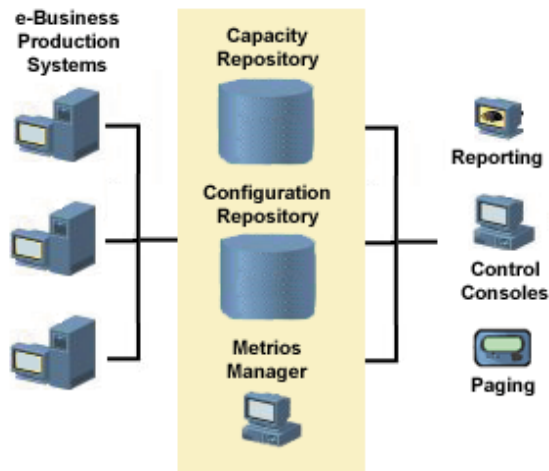 e-Business
Production
Systems
Capacity
Repository
Configuration
Repository
Metrios
Manager
Reporting
Control
Consoles
Paging